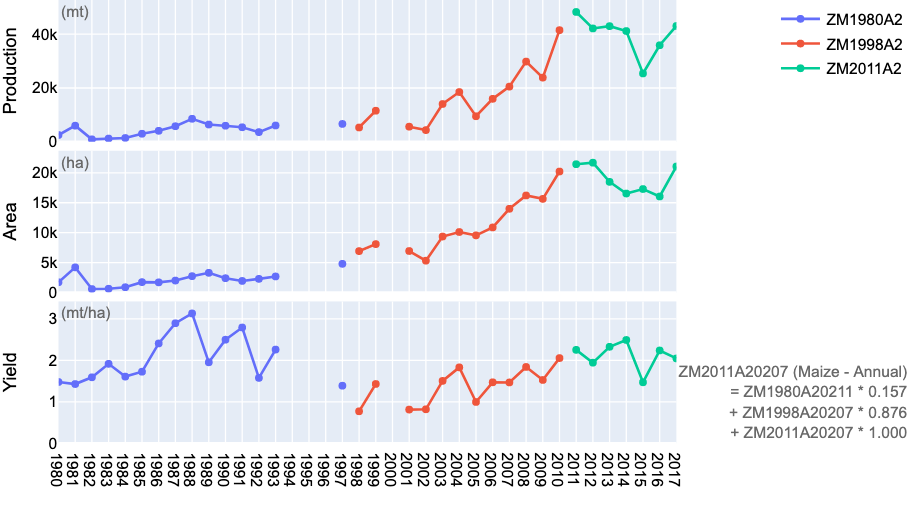 (mt)
Production
40k
20k
0
ZM1980A2
ZM1998A2
ZM2011A2
(ha)
Area
20k
15k
10k
5k
0
(mt/ha)
Yield
3
2
1
0
ZM2011A20207 (Maize - Annual)
= ZM1980A20211 * 0.157
+ ZM1998A20207 * 0.876
+ ZM2011A20207 * 1.000
1980
1981
1982
1983
1984
1985
1986
1987
1988
1989
1990
1991
1992
1993
1994
1995
1996
1997
1998
1999
2000
2001
2002
2003
2004
2005
2006
2007
2008
2009
2010
2011
2012
2013
2014
2015
2016
2017